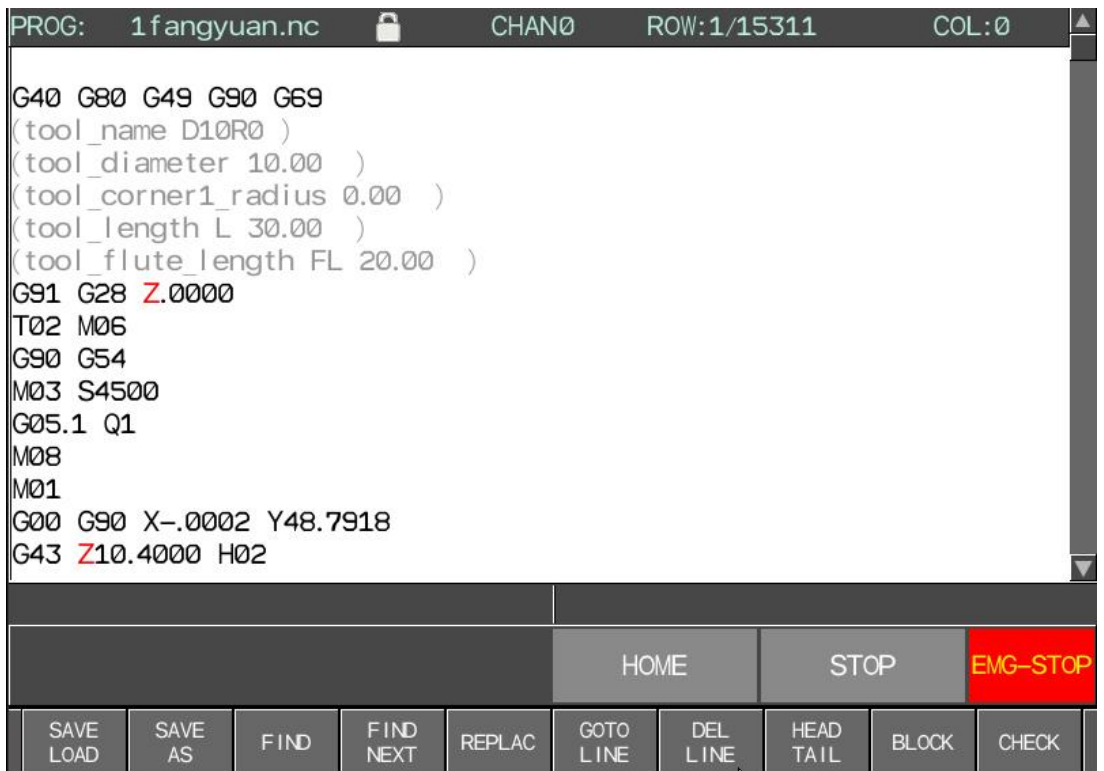 PROG: 1fangyuan.nc CHAN0 ROW:1/15311 COL:0
G40 G80 G49 G90 G69
(tool_name D10R0 )
(tool_diameter 10.00 )
(tool_corner1_radius 0.00 )
(tool_length L 30.00 )
(tool_flute_length FL 20.00 )
G91 G28 Z.0000
T02 M06
G90 G54
M03 S4500
G05.1 Q1
M08
M01
G00 G90 X-.0002 Y48.7918
G43 Z10.4000 H02
HOME STOP EMG-STOP
SAVE LOAD
SAVE AS
FIND
FIND NEXT
REPLAC
GOTO LINE
DEL LINE
HEAD TAIL
BLOCK
CHECK